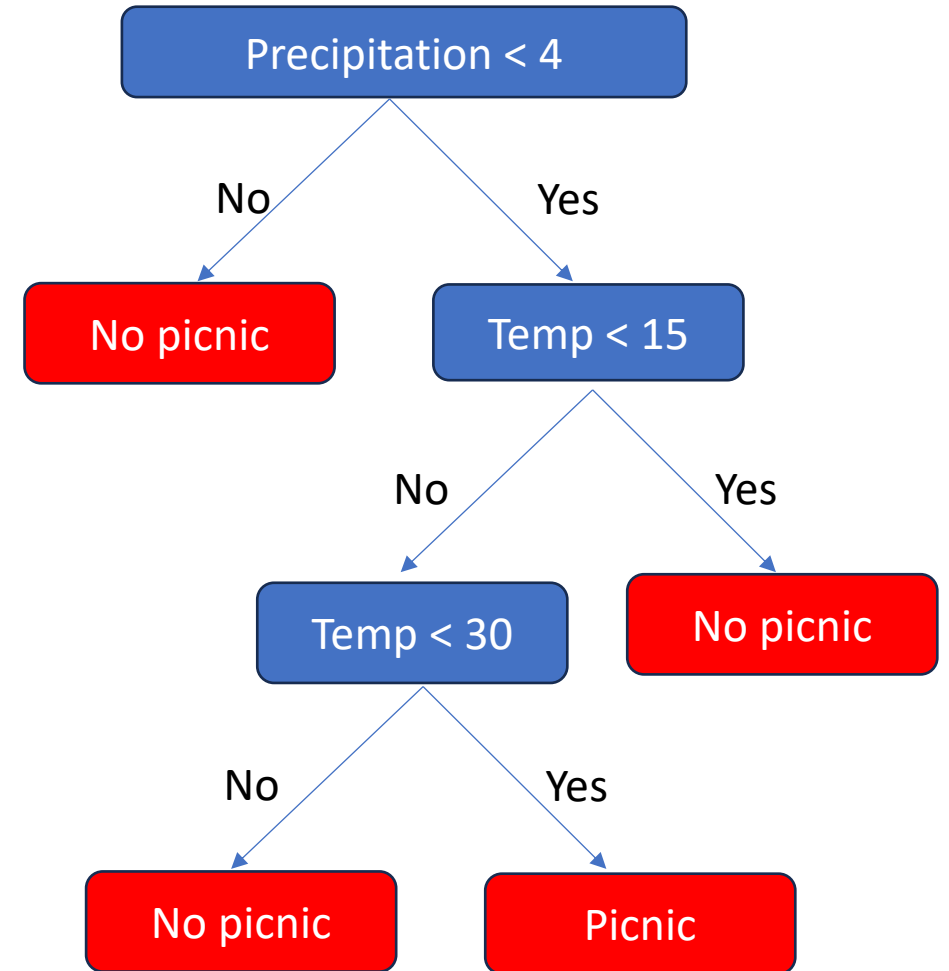 Precipitation < 4
No
Yes
No picnic
Temp < 15
No
Yes
Temp < 30
No picnic
No
Yes
No picnic
Picnic